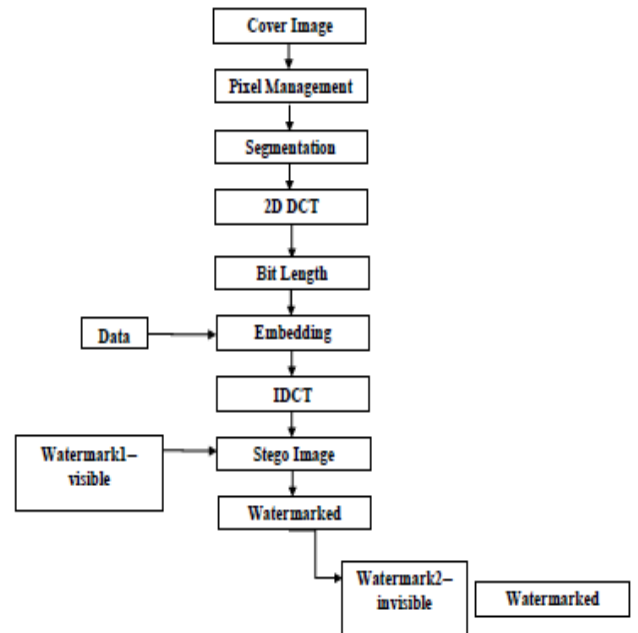 Cover Image
Pixel Management
Segmentation
2D DCT
Bit Length
Data
Embedding
IDCT
Watermark1–
visible
Stego Image
Watermarked
Watermark2–
invisible
Watermarked